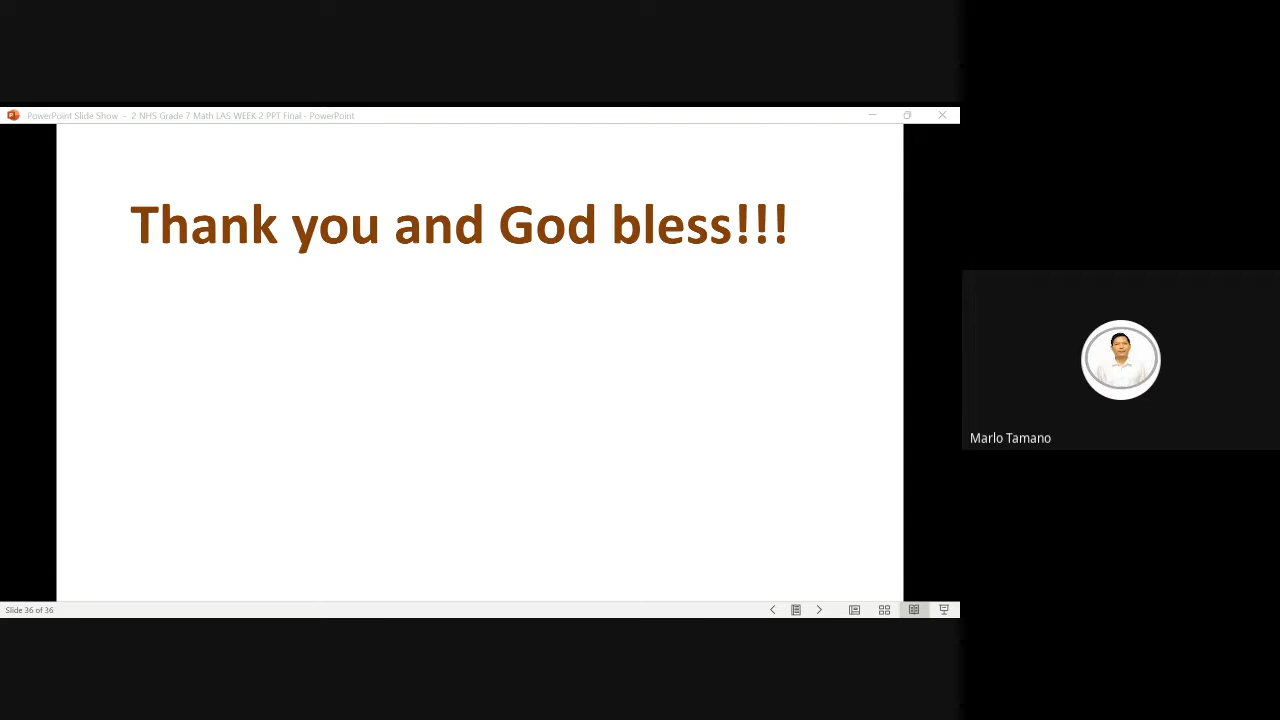 PowerPoint Slide Show - 2 NHS Grade 7 Math LAS WEEK 2 PPT Final - PowerPoint
Thank you and God bless!!!
Marlo Tamano
Slide 36 of 36